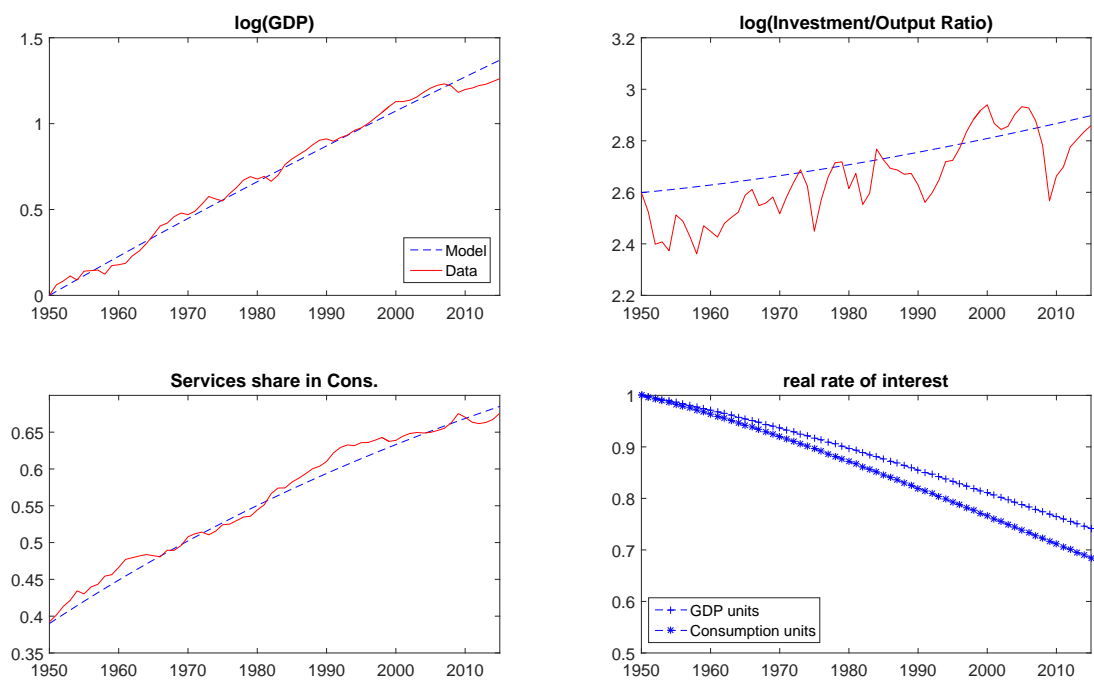 log(GDP)
1.5
1
0.5
0
1950 1960 1970 1980 1990 2000 2010
Model
Data
log(Investment/Output Ratio)
3.2
3
2.8
2.6
2.4
2.2
1950 1960 1970 1980 1990 2000 2010
Services share in Cons.
0.65
0.6
0.55
0.5
0.45
0.4
0.35
1950 1960 1970 1980 1990 2000 2010
real rate of interest
1
0.9
0.8
0.7
0.6
0.5
1950 1960 1970 1980 1990 2000 2010
GDP units
Consumption units